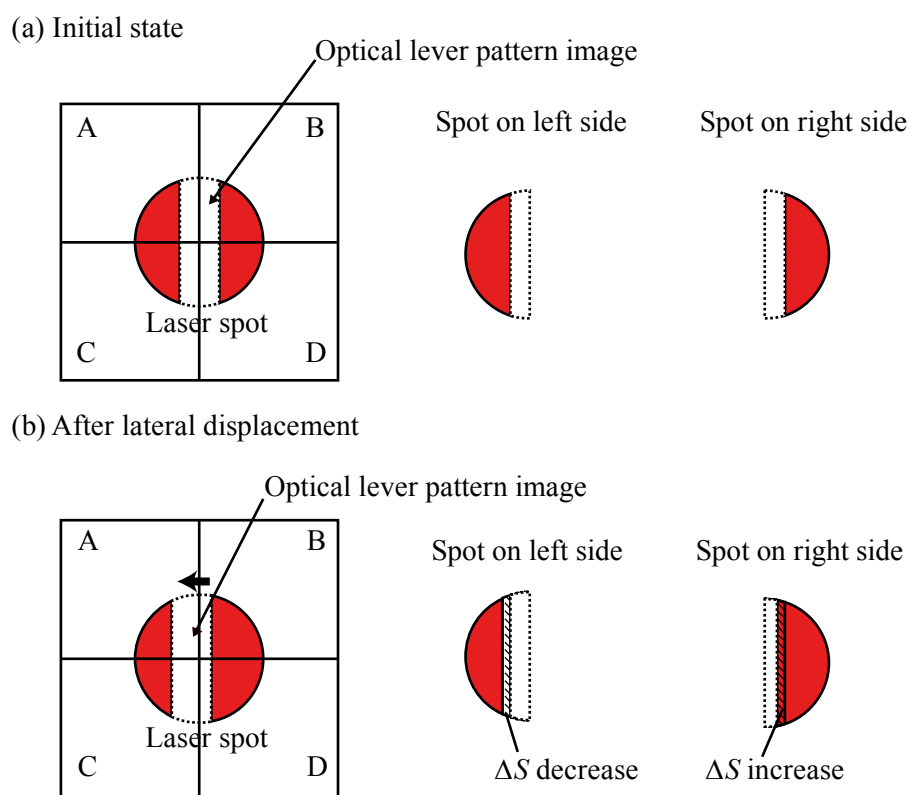 (a) Initial state
Optical lever pattern image
A
B
Spot on left side
Spot on right side
Laser spot
C
D
(b) After lateral displacement
Optical lever pattern image
A
B
Spot on left side
Spot on right side
Laser spot
C
D
ΔS decrease
ΔS increase